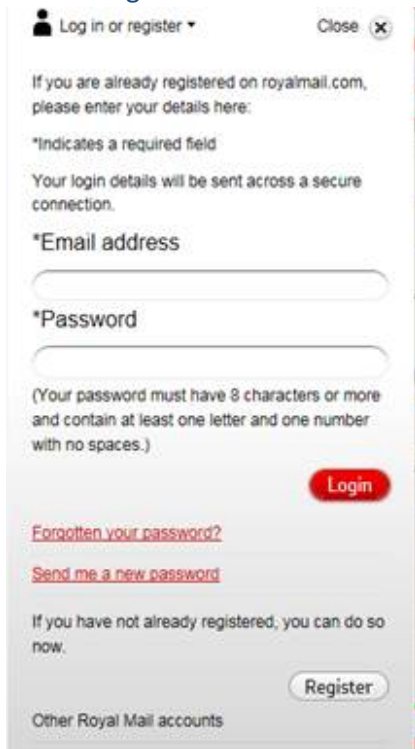 Log in or register
Close
If you are already registered on royalmail.com,
please enter your details here:
*Indicates a required field
Your login details will be sent across a secure
connection.
*Email address
*Password
(Your password must have 8 characters or more
and contain at least one letter and one number
with no spaces.)
Login
Forgotten your password?
Send me a new password
If you have not already registered, you can do so
now.
Register
Other Royal Mail accounts